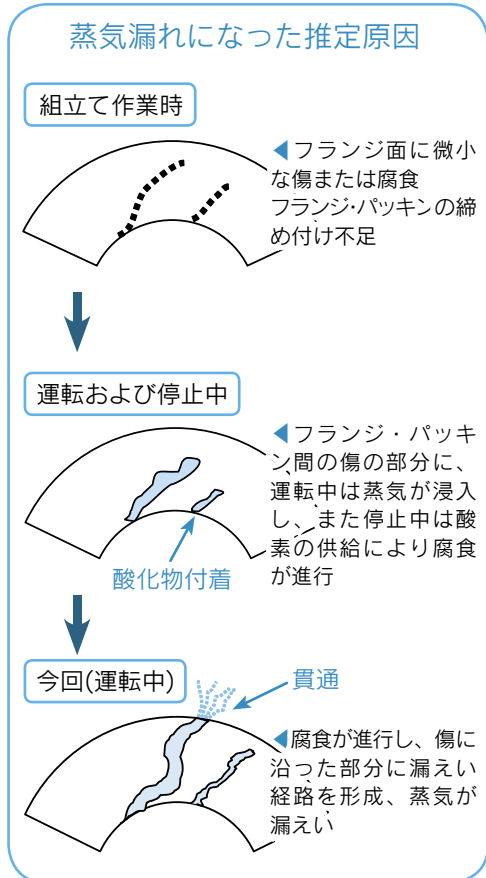 蒸気漏れになった推定原因
組立て作業時
◀フランジ面に微小
な傷または腐食
フランジ・パッキンの締
め付け不足
運転および停止中
◀フランジ・パッキ
ン間の傷の部分に、
運転中は蒸気が浸入
し、また停止中は酸
素の供給により腐食
が進行
酸化物付着
今回(運転中)
貫通
◀腐食が進行し、傷に
沿った部分に漏えい
経路を形成、蒸気が
漏えい